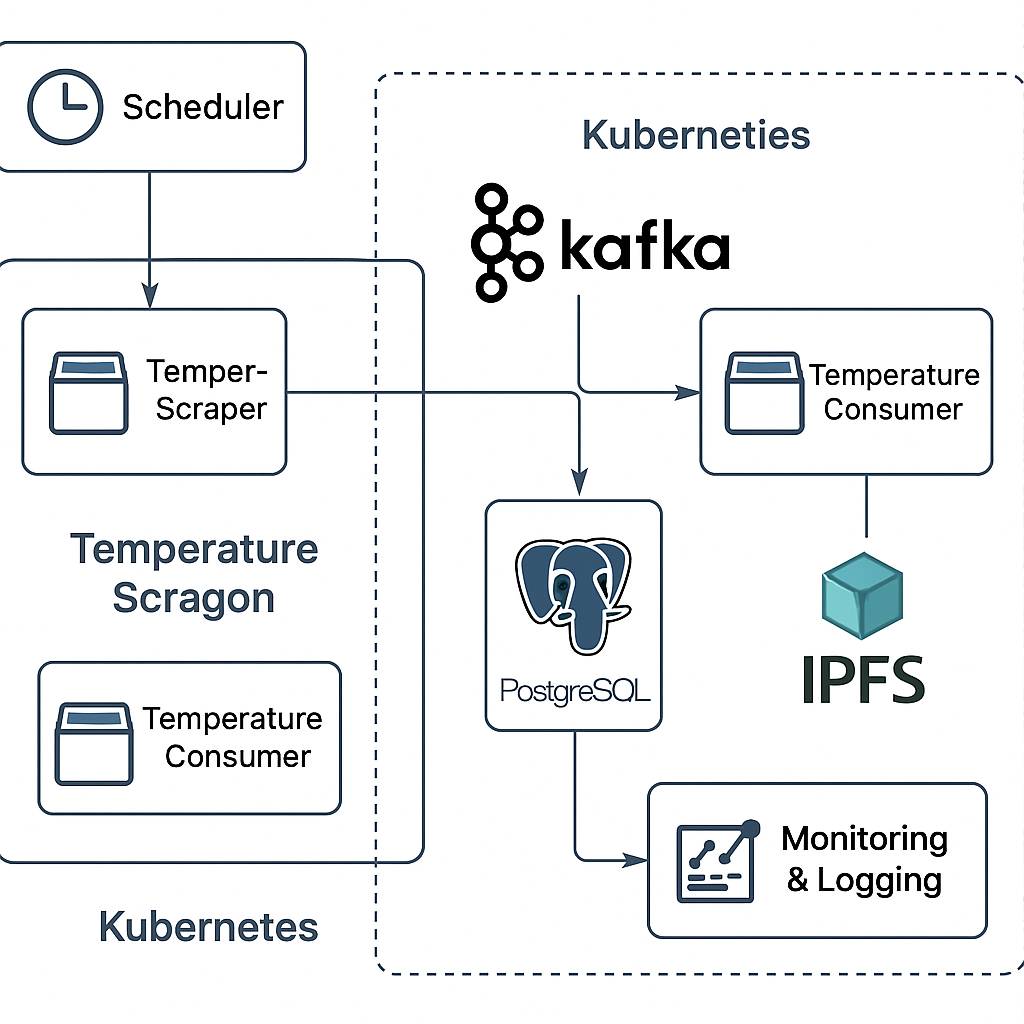 Scheduler
Kuberneties
kafka
Temper-
Scraper
Temperature
Consumer
Temperature
Scragon
PostgreSQL
IPFS
Temperature
Consumer
Monitoring
& Logging
Kubernetes